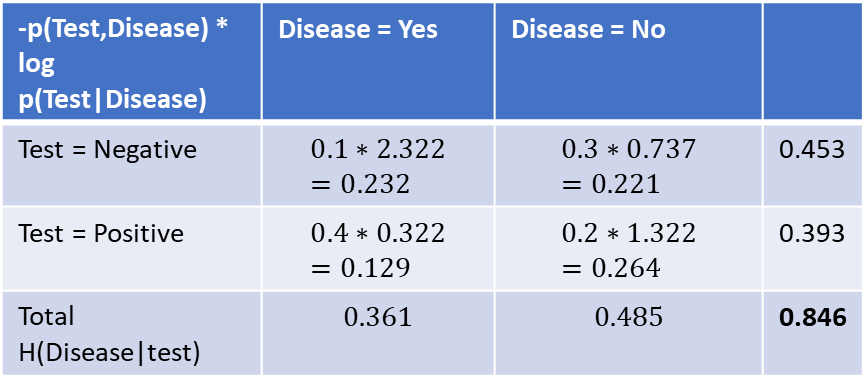 -p(Test,Disease) *
log
p(Test|Disease)
Disease = Yes
Disease = No
Test = Negative
0.1 ∗ 2.322
= 0.232
0.3 ∗ 0.737
= 0.221
0.453
Test = Positive
0.4 ∗ 0.322
= 0.129
0.2 ∗ 1.322
= 0.264
0.393
Total
H(Disease|test)
0.361
0.485
0.846